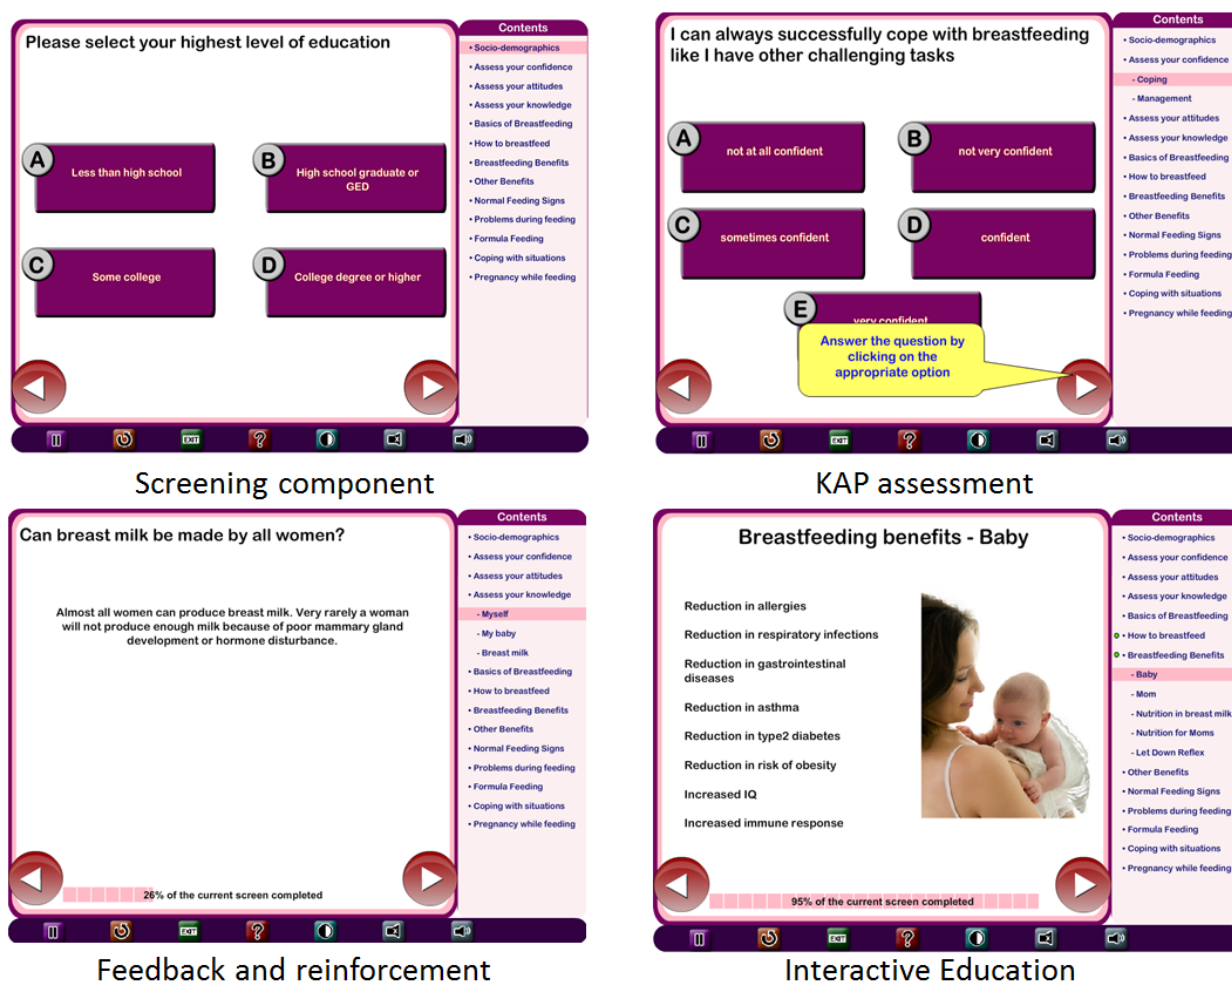 Please select your highest level of education
A
Less than high school
B
High school graduate or
GED
C
Some college
D
College degree or higher
Contents
• Socio-demographics
• Assess your confidence
• Assess your attitudes
• Assess your knowledge
• Basics of Breastfeeding
• How to breastfeed
• Breastfeeding Benefits
• Other Benefits
• Normal Feeding Signs
• Problems during feeding
• Formula Feeding
• Coping with situations
• Pregnancy while feeding
EXIT
?
Screening component
I can always successfully cope with breastfeeding
like I have other challenging tasks
A
not at all confident
B
not very confident
C
sometimes confident
D
confident
E
very confident
Answer the question by
clicking on the
appropriate option
Contents
• Socio-demographics
• Assess your confidence
- Coping
- Management
• Assess your attitudes
• Assess your knowledge
• Basics of Breastfeeding
• How to breastfeed
• Breastfeeding Benefits
• Other Benefits
• Normal Feeding Signs
• Problems during feeding
• Formula Feeding
• Coping with situations
• Pregnancy while feeding
EXIT
?
KAP assessment
Can breast milk be made by all women?
Almost all women can produce breast milk. Very rarely a woman
will not produce enough milk because of poor mammary gland
development or hormone disturbance.
26% of the current screen completed
Contents
• Socio-demographics
• Assess your confidence
• Assess your attitudes
• Assess your knowledge
- Myself
- My baby
- Breast milk
• Basics of Breastfeeding
• How to breastfeed
• Breastfeeding Benefits
• Other Benefits
• Normal Feeding Signs
• Problems during feeding
• Formula Feeding
• Coping with situations
• Pregnancy while feeding
EXIT
?
Feedback and reinforcement
Breastfeeding benefits - Baby
Reduction in allergies
Reduction in respiratory infections
Reduction in gastrointestinal
diseases
Reduction in asthma
Reduction in type2 diabetes
Reduction in risk of obesity
Increased IQ
Increased immune response
95% of the current screen completed
Contents
• Socio-demographics
• Assess your confidence
• Assess your attitudes
• Assess your knowledge
• Basics of Breastfeeding
• How to breastfeed
• Breastfeeding Benefits
- Baby
- Mom
- Nutrition in breast milk
- Nutrition for Moms
- Let Down Reflex
• Other Benefits
• Normal Feeding Signs
• Problems during feeding
• Formula Feeding
• Coping with situations
• Pregnancy while feeding
EXIT
?
Interactive Education